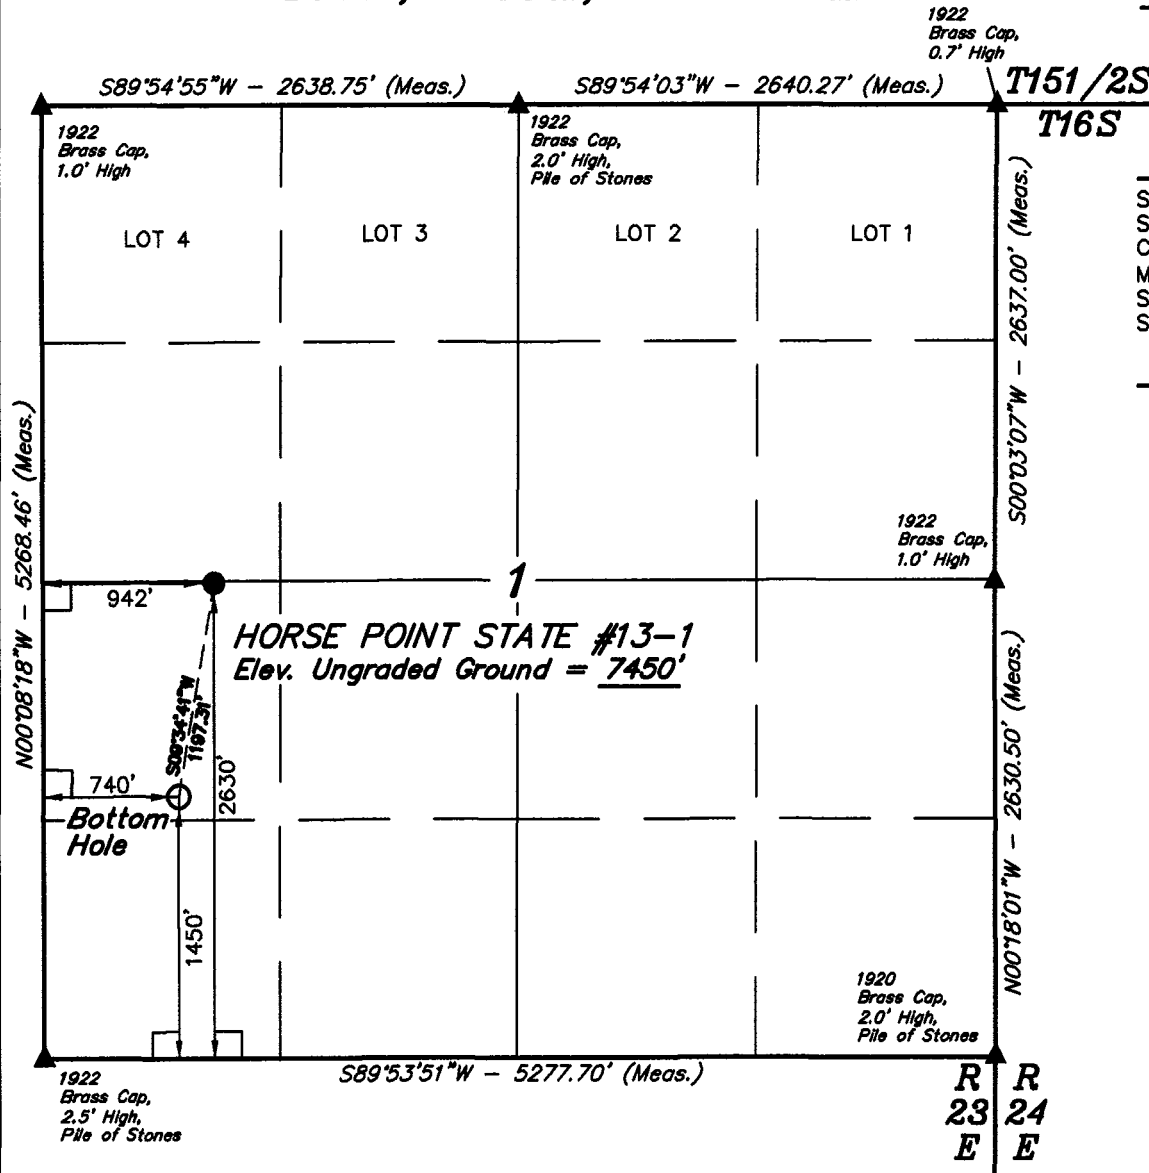 1922
Brass Cap,
0.7' High
S89°54'55"W - 2638.75' (Meas.)
S89°54'03"W - 2640.27' (Meas.)
T151/2S
T16S
1922
Brass Cap,
1.0' High
1922
Brass Cap,
2.0' High,
Pile of Stones
LOT 4
LOT 3
LOT 2
LOT 1
S00°03'07"W - 2637.00' (Meas.)
S
S
C
M
S
S
N00°08'18"W - 5268.46' (Meas.)
1922
Brass Cap,
1.0' High
942'
1
HORSE POINT STATE #13-1
Elev. Ungraded Ground = 7450'
S09°34'41"W
1197.31'
2630'
740'
Bottom
Hole
1450'
N00°18'01"W - 2630.50' (Meas.)
1920
Brass Cap,
2.0' High,
Pile of Stones
S89°53'51"W - 5277.70' (Meas.)
1922
Brass Cap,
2.5' High,
Pile of Stones
R R
23 24
E E